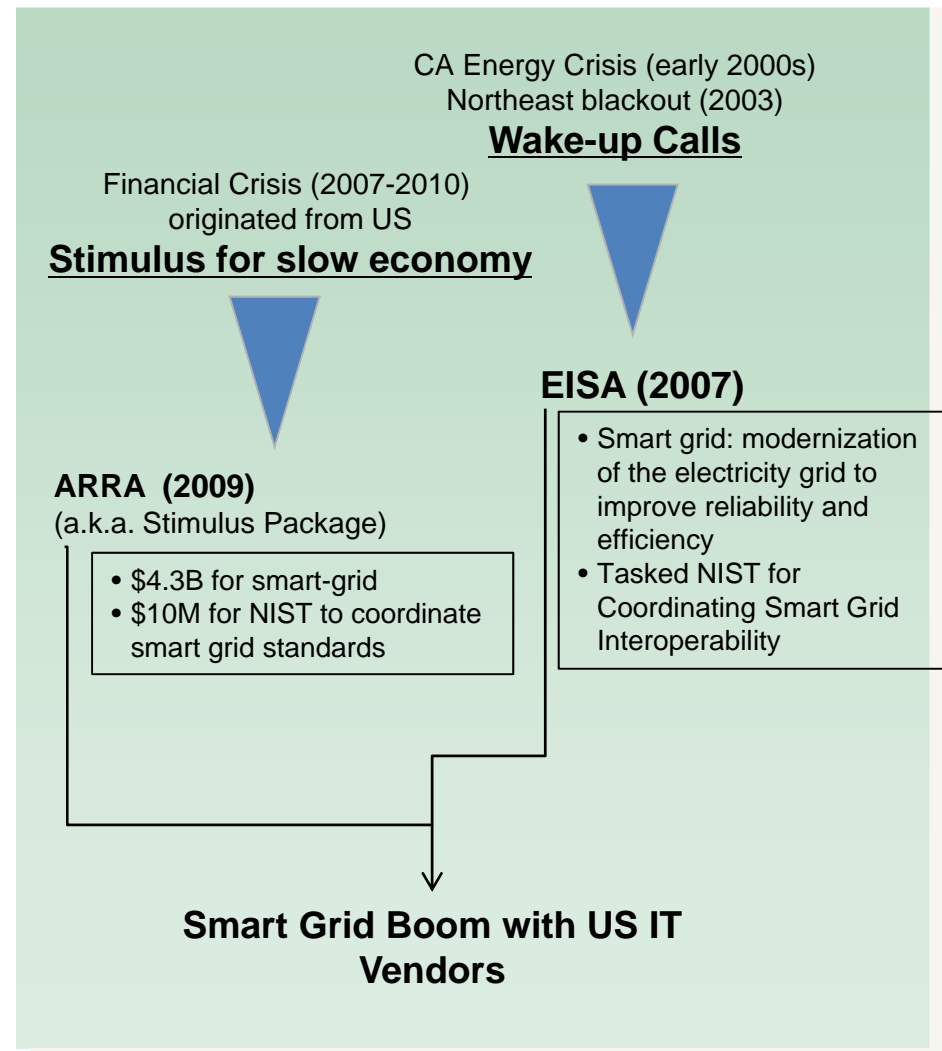 CA Energy Crisis (early 2000s)
Northeast blackout (2003)
Wake-up Calls
Financial Crisis (2007-2010)
originated from US
Stimulus for slow economy
EISA (2007)
• Smart grid: modernization
of the electricity grid to
improve reliability and
efficiency
• Tasked NIST for
Coordinating Smart Grid
Interoperability
ARRA (2009)
(a.k.a. Stimulus Package)
• $4.3B for smart-grid
• $10M for NIST to coordinate
smart grid standards
Smart Grid Boom with US IT
Vendors